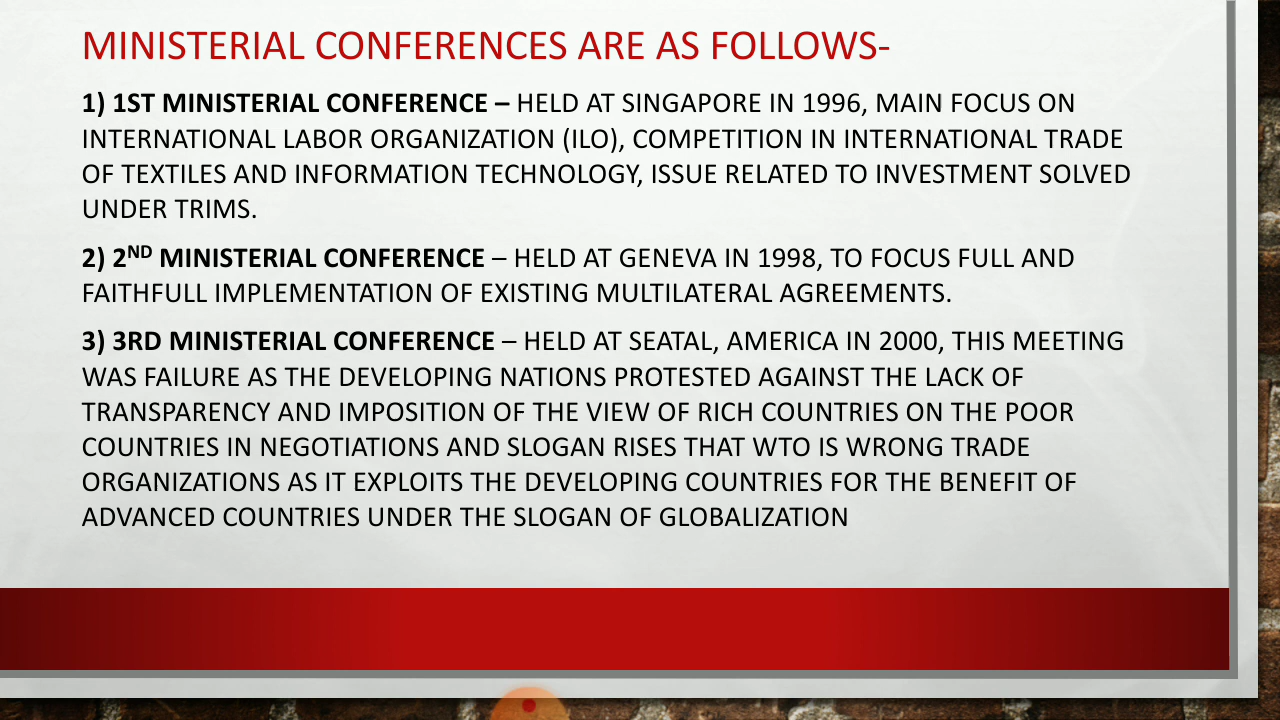 MINISTERIAL CONFERENCES ARE AS FOLLOWS-
1) 1ST MINISTERIAL CONFERENCE – HELD AT SINGAPORE IN 1996, MAIN FOCUS ON
INTERNATIONAL LABOR ORGANIZATION (ILO), COMPETITION IN INTERNATIONAL TRADE
OF TEXTILES AND INFORMATION TECHNOLOGY, ISSUE RELATED TO INVESTMENT SOLVED
UNDER TRIMS.
2) 2ND MINISTERIAL CONFERENCE – HELD AT GENEVA IN 1998, TO FOCUS FULL AND
FAITHFULL IMPLEMENTATION OF EXISTING MULTILATERAL AGREEMENTS.
3) 3RD MINISTERIAL CONFERENCE – HELD AT SEATAL, AMERICA IN 2000, THIS MEETING
WAS FAILURE AS THE DEVELOPING NATIONS PROTESTED AGAINST THE LACK OF
TRANSPARENCY AND IMPOSITION OF THE VIEW OF RICH COUNTRIES ON THE POOR
COUNTRIES IN NEGOTIATIONS AND SLOGAN RISES THAT WTO IS WRONG TRADE
ORGANIZATIONS AS IT EXPLOITS THE DEVELOPING COUNTRIES FOR THE BENEFIT OF
ADVANCED COUNTRIES UNDER THE SLOGAN OF GLOBALIZATION